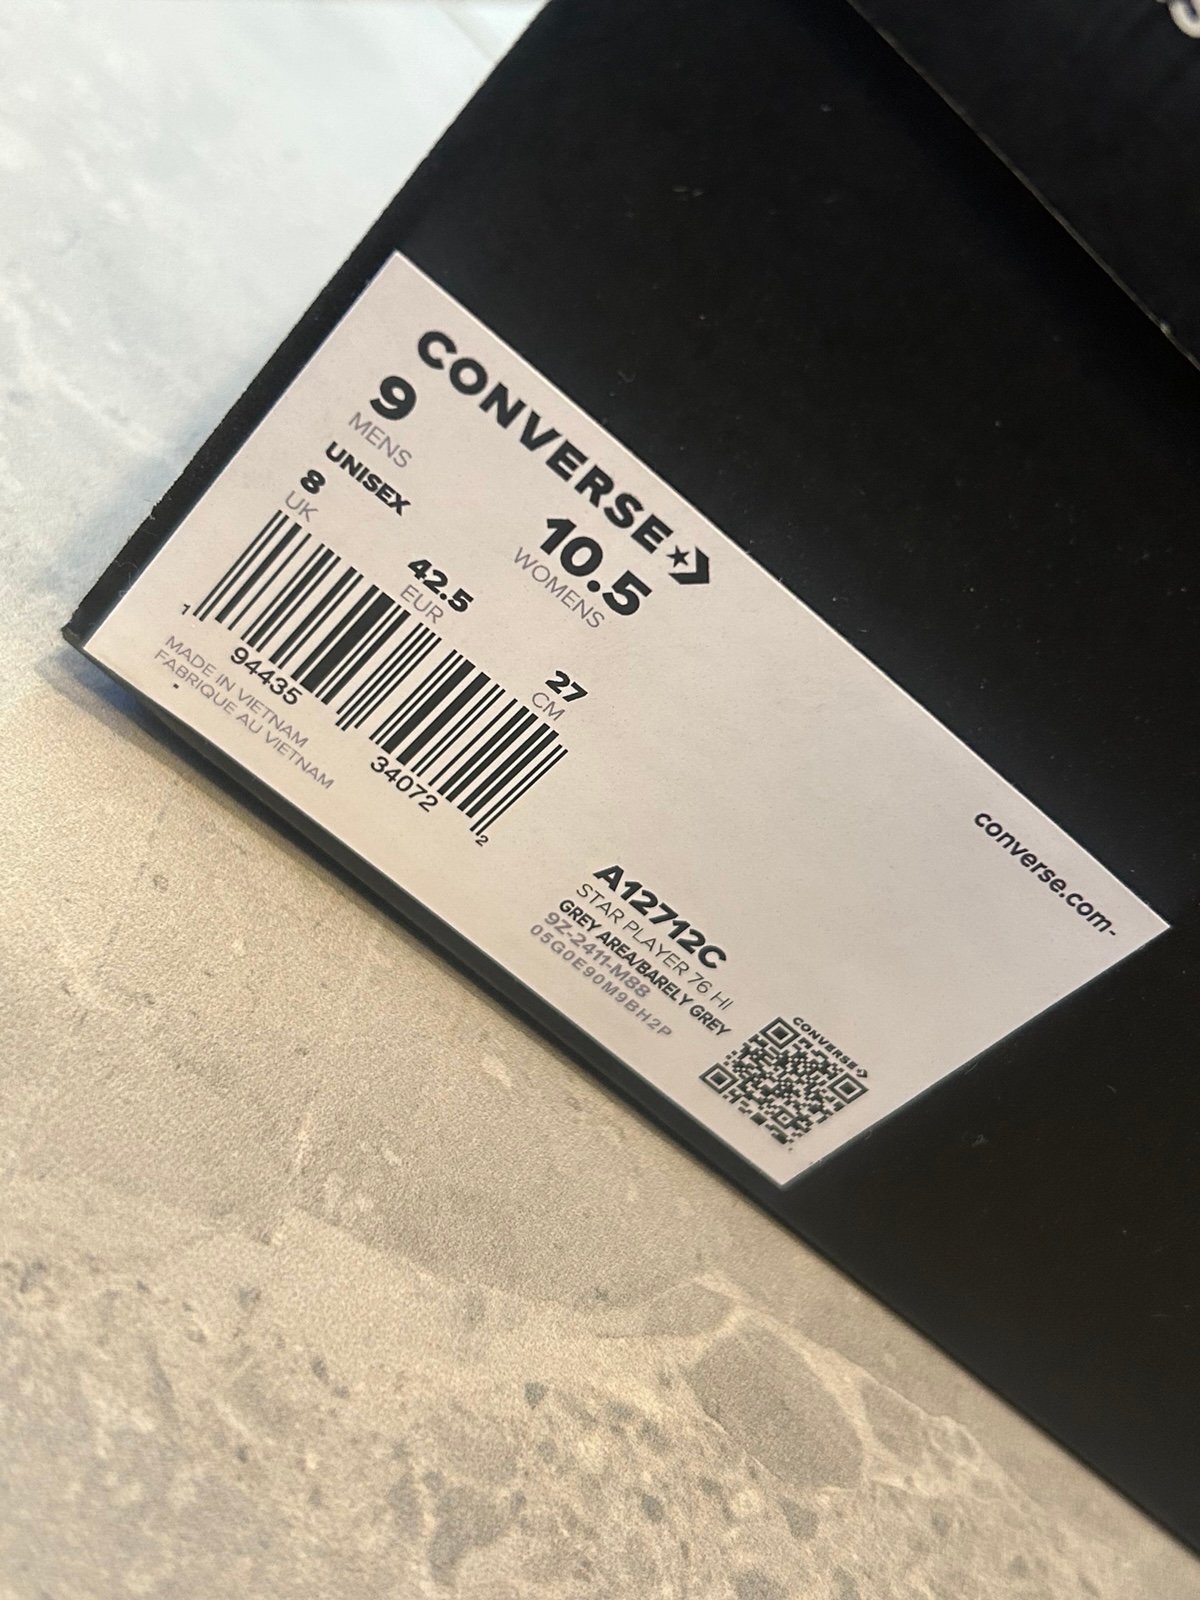 CONVERSE
9
MENS
10.5
WOMENS
UNISEX
8
UK
42.5
EUR
27
CM
1 94435 34072 2
MADE IN VIETNAM
FABRIQUE AU VIETNAM
converse.com
A12712C
STAR PLAYER 76 HI
GREY AREA/BARELY GREY
9Z-2411-M88
05G0E90M9BH2P
CONVERSE